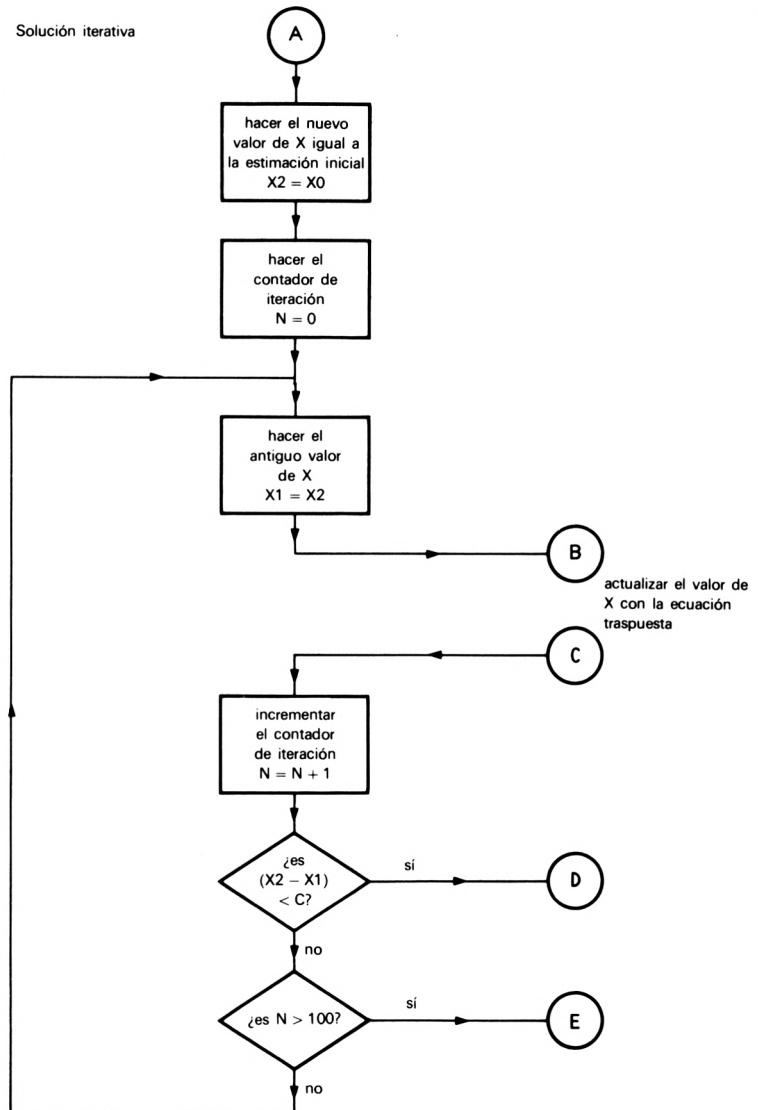 Solución iterativa
A
hacer el nuevo
valor de X igual a
la estimación inicial
X2 = X0
hacer el
contador de
iteración
N = 0
hacer el
antiguo valor
de X
X1 = X2
B
actualizar el valor de
X con la ecuación
traspuesta
C
incrementar
el contador
de iteración
N = N + 1
¿es
(X2 − X1)
< C?
sí
D
no
¿es N > 100?
sí
E
no